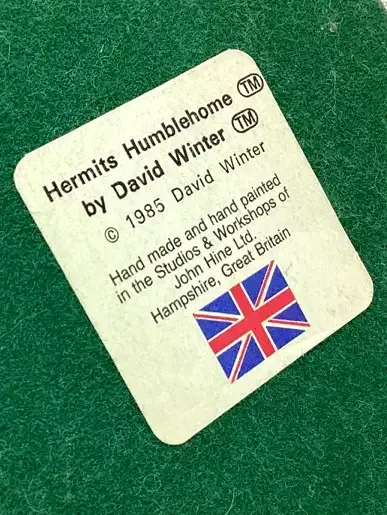 Hermits Humblehome ™
by David Winter ™
© 1985 David Winter
Hand made and hand painted
in the Studios & Workshops of
John Hine Ltd.
Hampshire, Great Britain